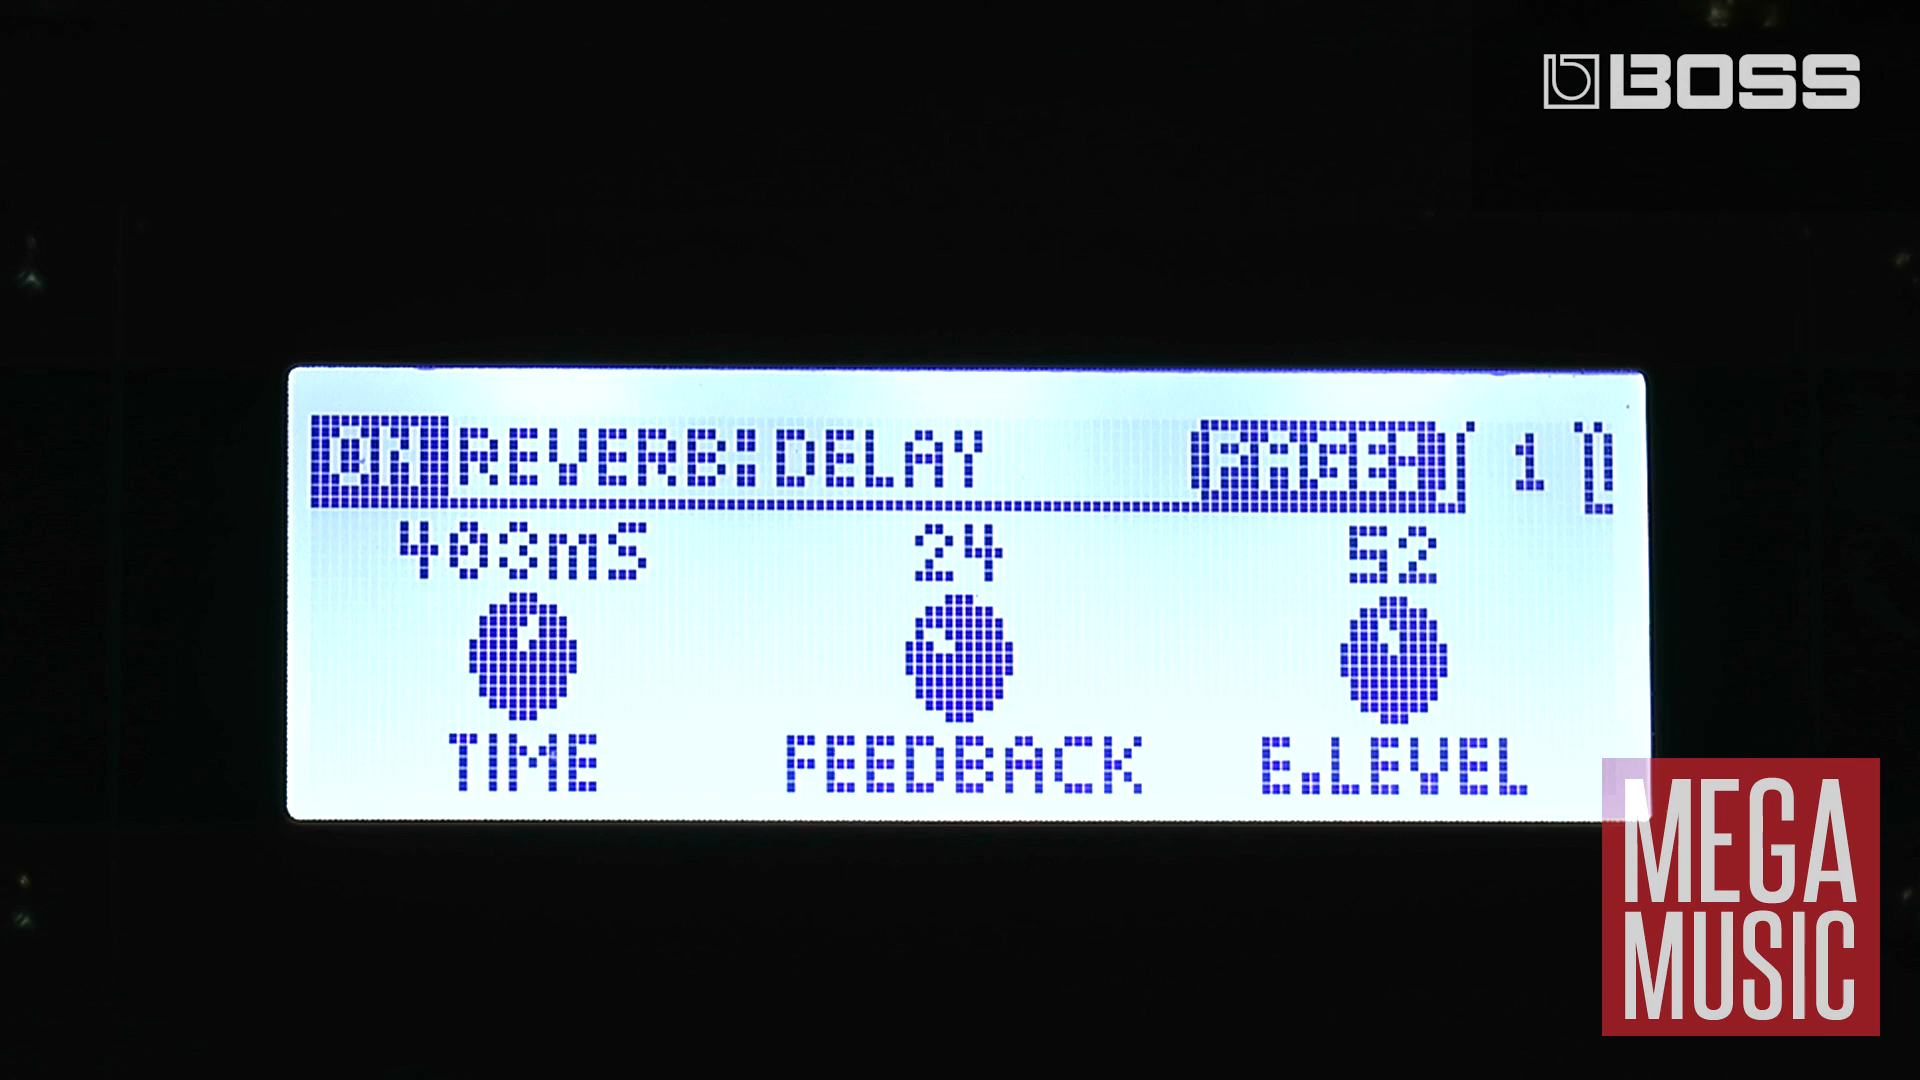 BOSS
ON REVERB:DELAY PAGE 1
403mS 24 52
TIME FEEDBACK E.LEVEL
MEGA
MUSIC